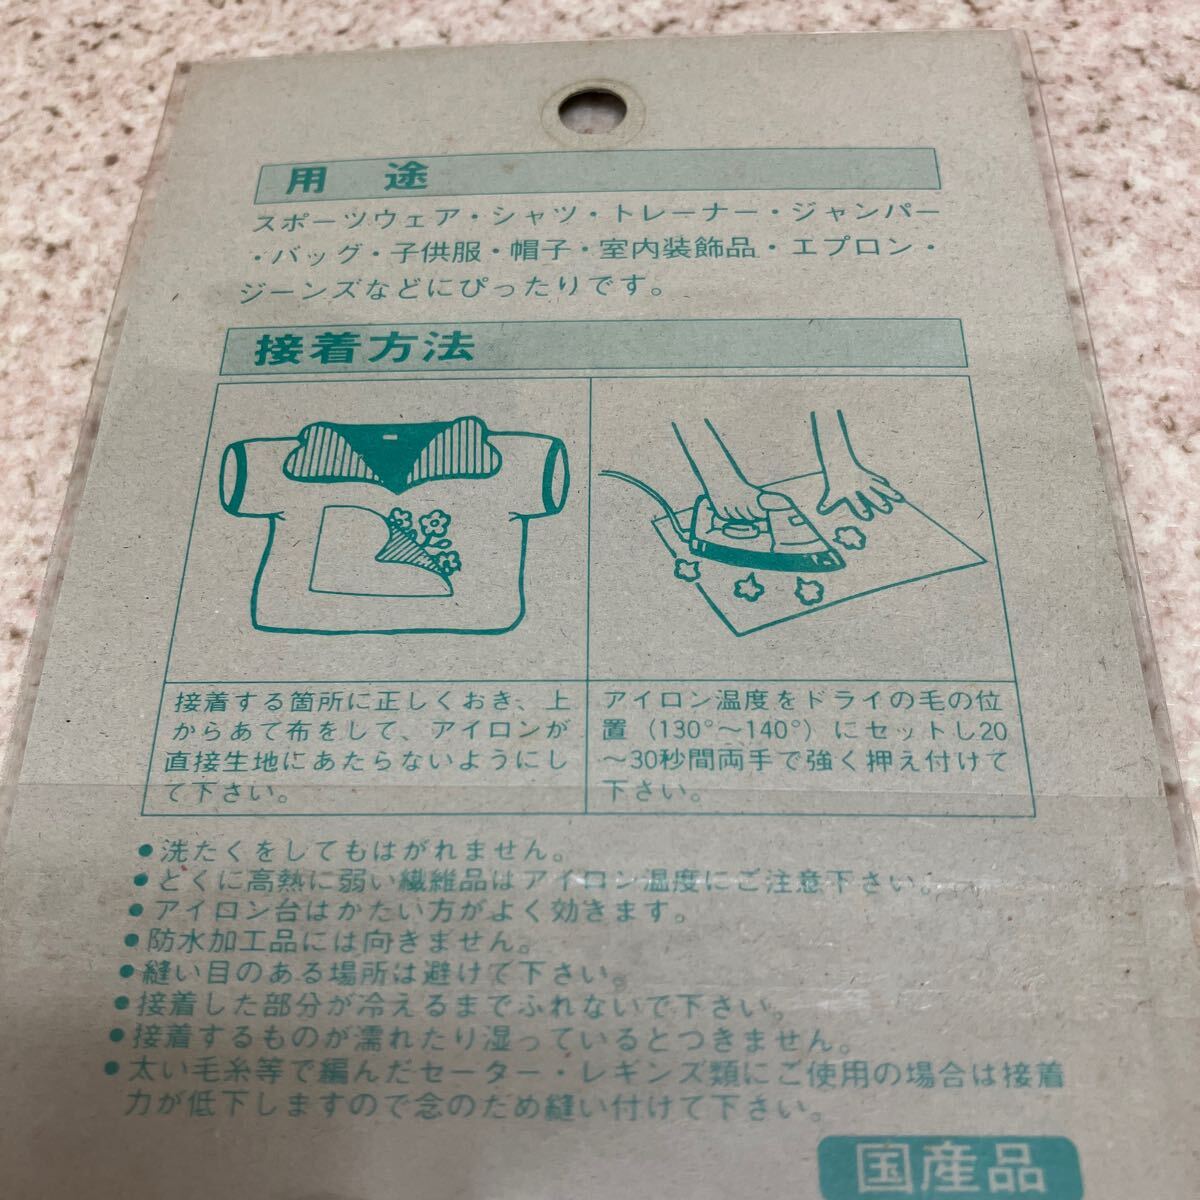 用 途
スポーツウェア・シャツ・トレーナー・ジャンパー
・バッグ・子供服・帽子・室内装飾品・エプロン・
ジーンズなどにぴったりです。
接着方法
接着する箇所に正しくおき、上
からあて布をして、アイロンが
直接生地にあたらないようにし
て下さい。
アイロン温度をドライの毛の位
置(130°〜140°)にセットし20
〜30秒間両手で強く押え付けて
下さい。
●洗たくをしてもはがれません。
●とくに高熱に弱い繊維品はアイロン温度にご注意下さい。
●アイロン台はかたい方がよく効きます。
●防水加工品には向きません。
●縫い目のある場所は避けて下さい。
●接着した部分が冷えるまでふれないで下さい。
●接着するものが濡れたり湿っているとつきません。
●太い毛糸等で編んだセーター・レギンズ類にご使用の場合は接着
力が低下しますので念のため縫い付けて下さい。
国産品